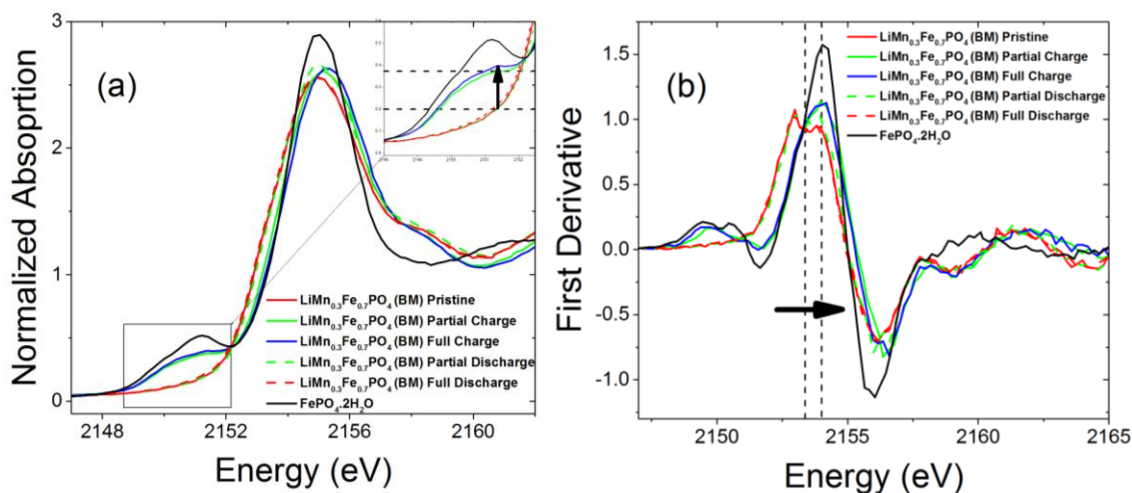 (a)
Normalized Absoprtion
3
2
1
0
2148
2152
2156
2160
Energy (eV)
LiMn0.3Fe0.7PO4 (BM) Pristine
LiMn0.3Fe0.7PO4 (BM) Partial Charge
LiMn0.3Fe0.7PO4 (BM) Full Charge
LiMn0.3Fe0.7PO4 (BM) Partial Discharge
LiMn0.3Fe0.7PO4 (BM) Full Discharge
FePO4.2H2O
(b)
First Derivative
1.5
1.0
0.5
0.0
-0.5
-1.0
2150
2155
2160
2165
Energy (eV)
LiMn0.3Fe0.7PO4 (BM) Pristine
LiMn0.3Fe0.7PO4 (BM) Partial Charge
LiMn0.3Fe0.7PO4 (BM) Full Charge
LiMn0.3Fe0.7PO4 (BM) Partial Discharge
LiMn0.3Fe0.7PO4 (BM) Full Discharge
FePO4.2H2O